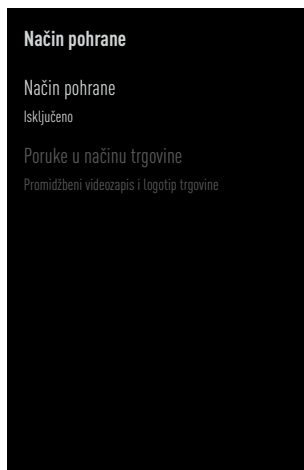 Način pohrane
Način pohrane
Isključeno
Poruke u načinu trgovine
Promidžbeni videozapis i logotip trgovine